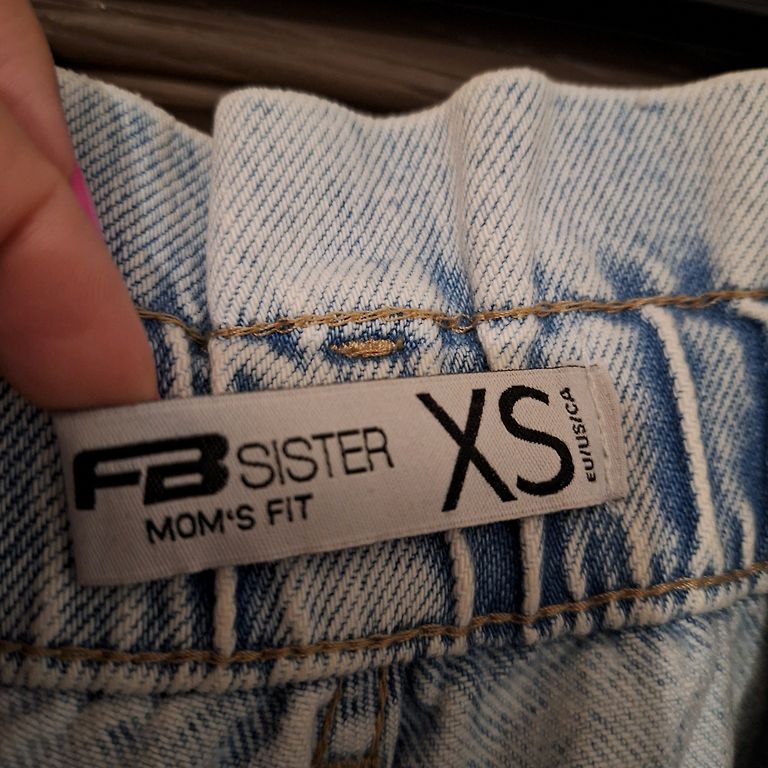 FB SISTER
MOM'S FIT
XS
EU/US/CA